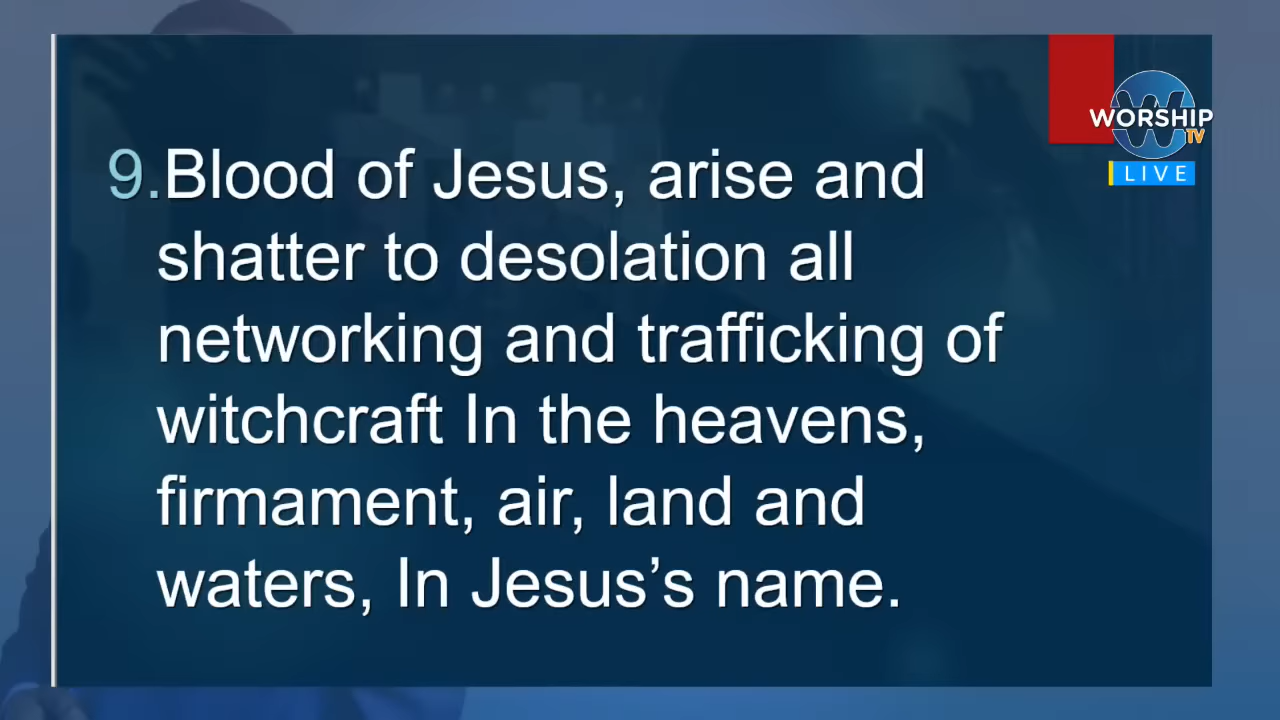 9.Blood of Jesus, arise and
shatter to desolation all
networking and trafficking of
witchcraft In the heavens,
firmament, air, land and
waters, In Jesus’s name.
W
WORSHIP
TV
LIVE